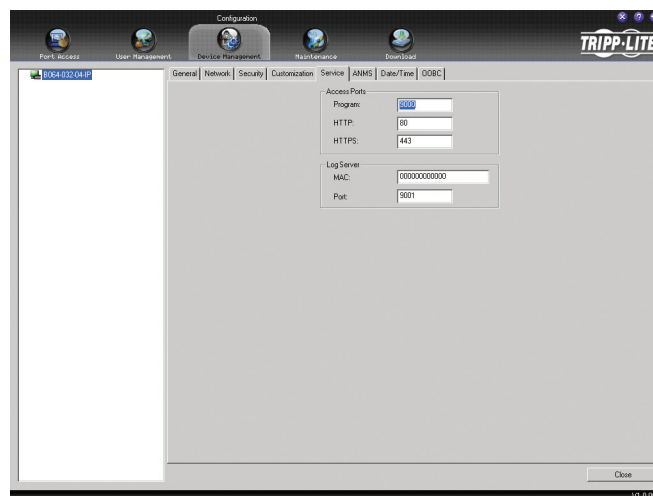 Configuration
Port Access
User Management
Device Management
Maintenance
Download
TRIPP·LITE
B064-032-04-IP
General Network Security Customization Service ANMS Date/Time OOBC
Access Ports
Program: 9000
HTTP: 80
HTTPS: 443
Log Server
MAC: 000000000000
Port: 9001
Close